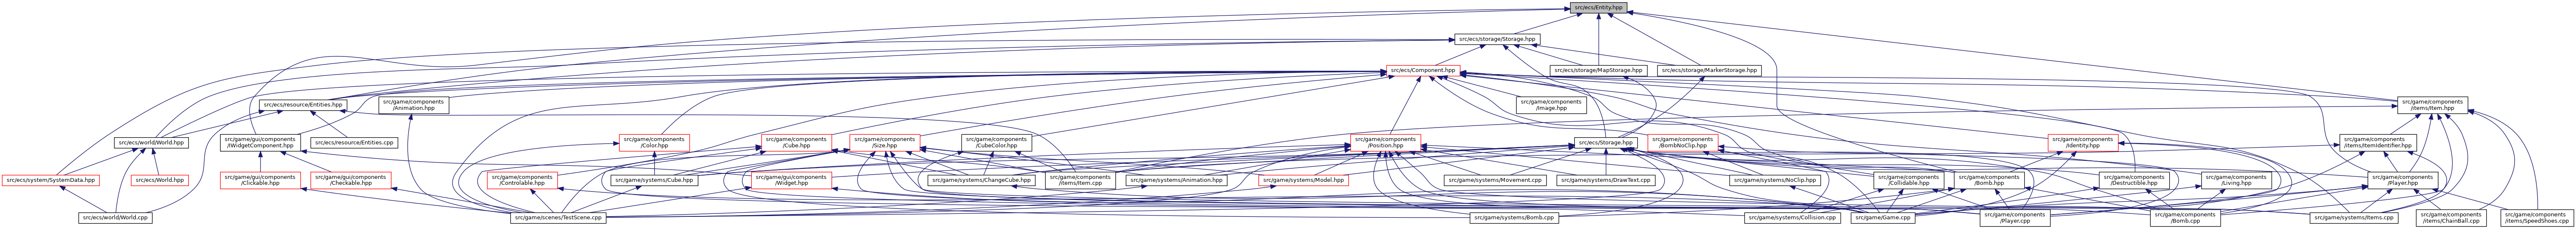 src/ecs/Entity.hpp
src/ecs/storage/Storage.hpp
src/ecs/Component.hpp
src/ecs/storage/MapStorage.hpp
src/ecs/storage/MarkerStorage.hpp
src/ecs/resource/Entities.hpp
src/game/components
/Animation.hpp
src/game/components
/Image.hpp
src/game/components
/items/Item.hpp
src/ecs/world/World.hpp
src/game/gui/components
/IWidgetComponent.hpp
src/ecs/resource/Entities.cpp
src/game/components
/Color.hpp
src/game/components
/Cube.hpp
src/game/components
/Size.hpp
src/game/components
/CubeColor.hpp
src/game/components
/Position.hpp
src/ecs/Storage.hpp
src/game/components
/BombNoClip.hpp
src/game/components
/Identity.hpp
src/game/components
/items/ItemIdentifier.hpp
src/ecs/system/SystemData.hpp
src/ecs/World.hpp
src/game/gui/components
/Clickable.hpp
src/game/gui/components
/Checkable.hpp
src/game/components
/Controlable.hpp
src/game/systems/Cube.hpp
src/game/gui/components
/Widget.hpp
src/game/systems/ChangeCube.hpp
src/game/components
/items/Item.cpp
src/game/systems/Animation.hpp
src/game/systems/Model.hpp
src/game/systems/Movement.cpp
src/game/systems/DrawText.cpp
src/game/systems/NoClip.hpp
src/game/components
/Collidable.hpp
src/game/components
/Bomb.hpp
src/game/components
/Destructible.hpp
src/game/components
/Living.hpp
src/game/components
/Player.hpp
src/ecs/world/World.cpp
src/game/scenes/TestScene.cpp
src/game/systems/Bomb.cpp
src/game/systems/Collision.cpp
src/game/Game.cpp
src/game/components
/Player.cpp
src/game/components
/Bomb.cpp
src/game/systems/Items.cpp
src/game/components
/items/ChainBall.cpp
src/game/components
/items/SpeedShoes.cpp